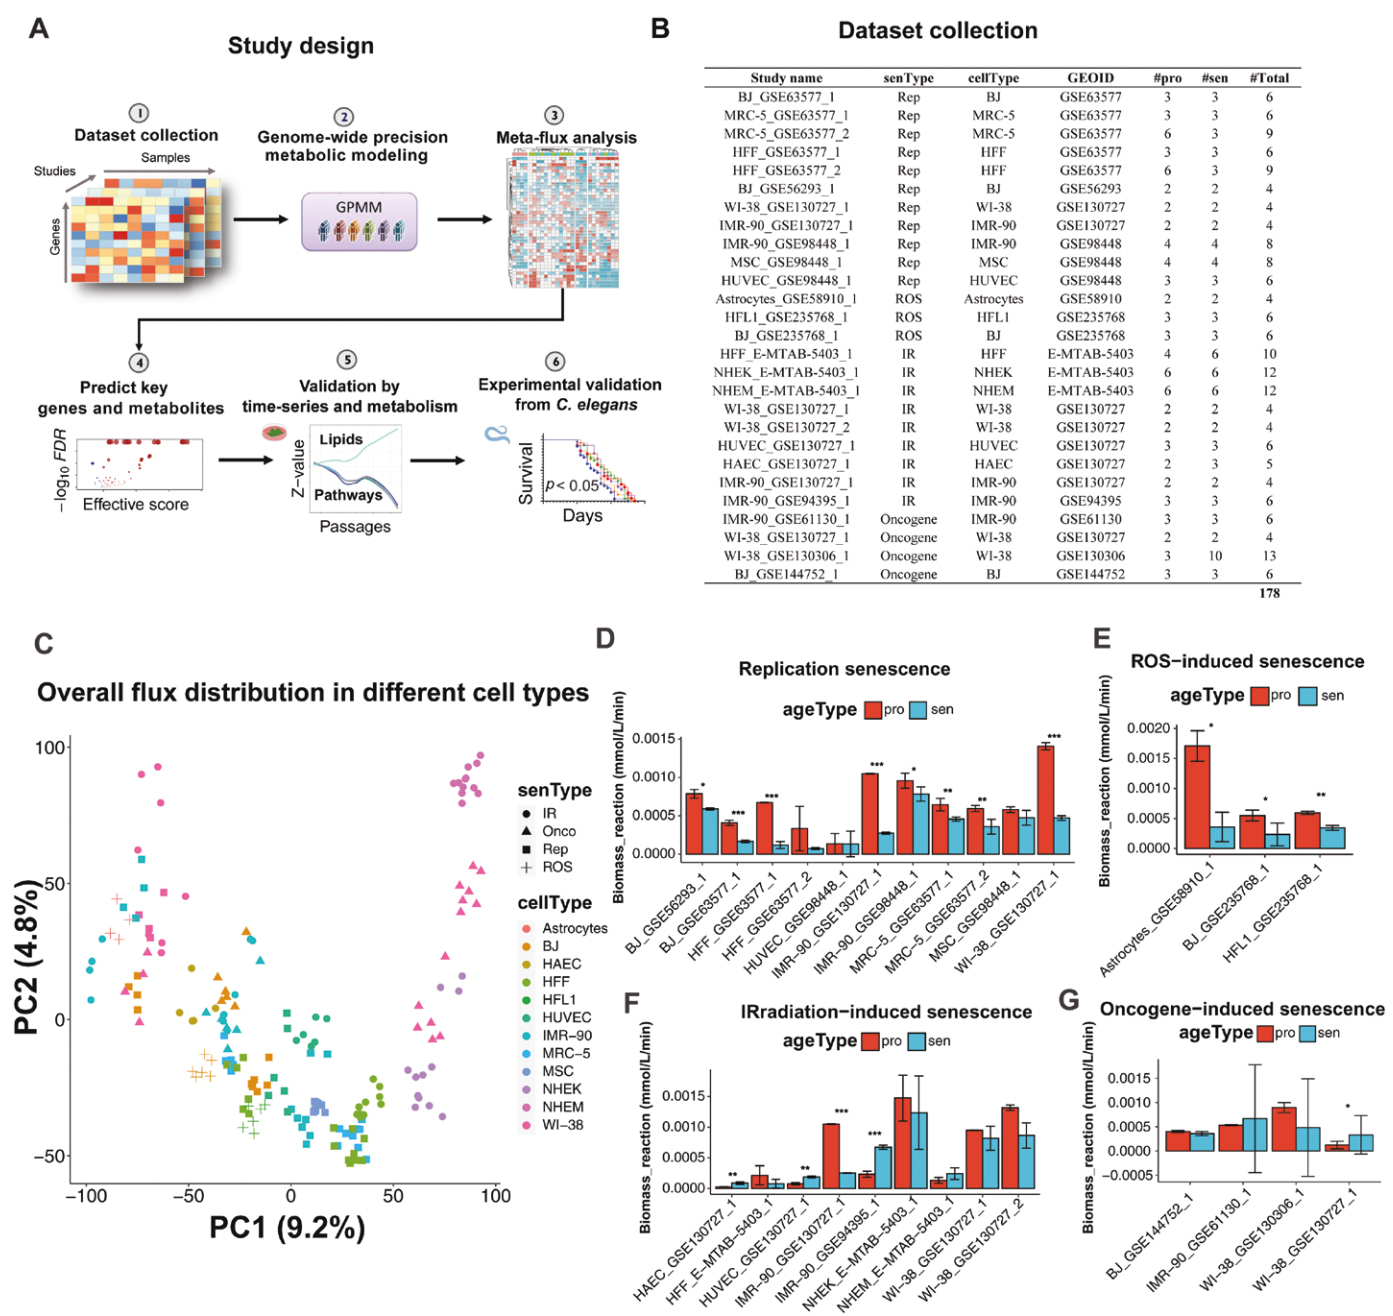 A
Study design
1
Dataset collection
Samples
Studies
Genes
2
Genome-wide precision
metabolic modeling
GPMM
3
Meta-flux analysis
4
Predict key
genes and metabolites
−log10 FDR
Effective score
5
Validation by
time-series and metabolism
Z-value
Lipids
Pathways
Passages
6
Experimental validation
from C. elegans
Survival
p < 0.05
Days
B
Dataset collection
Study name senType cellType GEOID #pro #sen #Total
BJ_GSE63577_1 Rep BJ GSE63577 3 3 6
MRC-5_GSE63577_1 Rep MRC-5 GSE63577 3 3 6
MRC-5_GSE63577_2 Rep MRC-5 GSE63577 6 3 9
HFF_GSE63577_1 Rep HFF GSE63577 3 3 6
HFF_GSE63577_2 Rep HFF GSE63577 6 3 9
BJ_GSE56293_1 Rep BJ GSE56293 2 2 4
WI-38_GSE130727_1 Rep WI-38 GSE130727 2 2 4
IMR-90_GSE130727_1 Rep IMR-90 GSE130727 2 2 4
IMR-90_GSE98448_1 Rep IMR-90 GSE98448 4 4 8
MSC_GSE98448_1 Rep MSC GSE98448 4 4 8
HUVEC_GSE98448_1 Rep HUVEC GSE98448 3 3 6
Astrocytes_GSE58910_1 ROS Astrocytes GSE58910 2 2 4
HFL1_GSE235768_1 ROS HFL1 GSE235768 3 3 6
BJ_GSE235768_1 ROS BJ GSE235768 3 3 6
HFF_E-MTAB-5403_1 IR HFF E-MTAB-5403 4 6 10
NHEK_E-MTAB-5403_1 IR NHEK E-MTAB-5403 6 6 12
NHEM_E-MTAB-5403_1 IR NHEM E-MTAB-5403 6 6 12
WI-38_GSE130727_1 IR WI-38 GSE130727 2 2 4
WI-38_GSE130727_2 IR WI-38 GSE130727 2 2 4
HUVEC_GSE130727_1 IR HUVEC GSE130727 3 3 6
HAEC_GSE130727_1 IR HAEC GSE130727 2 3 5
IMR-90_GSE130727_1 IR IMR-90 GSE130727 2 2 4
IMR-90_GSE94395_1 IR IMR-90 GSE94395 3 3 6
IMR-90_GSE61130_1 Oncogene IMR-90 GSE61130 3 3 6
WI-38_GSE130727_1 Oncogene WI-38 GSE130727 2 2 4
WI-38_GSE130306_1 Oncogene WI-38 GSE130306 3 10 13
BJ_GSE144752_1 Oncogene BJ GSE144752 3 3 6
178
C
Overall flux distribution in different cell types
PC2 (4.8%)
100
50
0
−50
−100 −50 0 50 100
PC1 (9.2%)
senType
IR
Onco
Rep
ROS
cellType
Astrocytes
BJ
HAEC
HFF
HFL1
HUVEC
IMR−90
MRC−5
MSC
NHEK
NHEM
WI−38
D
Replication senescence
ageType pro sen
Biomass_reaction (mmol/L/min)
0.0015
0.0010
0.0005
0.0000
* *** *** *** * ** ** ***
BJ_GSE56293_1
BJ_GSE63577_1
HFF_GSE63577_1
HFF_GSE63577_2
HUVEC_GSE98448_1
IMR−90_GSE130727_1
IMR−90_GSE98448_1
MRC−5_GSE63577_1
MRC−5_GSE63577_2
MSC_GSE98448_1
WI−38_GSE130727_1
E
ROS−induced senescence
ageType pro sen
Biomass_reaction (mmol/L/min)
0.0020
0.0015
0.0010
0.0005
0.0000
* * **
Astrocytes_GSE58910_1
BJ_GSE235768_1
HFL1_GSE235768_1
F
IRradiation−induced senescence
ageType pro sen
Biomass_reaction (mmol/L/min)
0.0015
0.0010
0.0005
0.0000
** ** *** ***
HAEC_GSE130727_1
HFF_E−MTAB−5403_1
HUVEC_GSE130727_1
IMR−90_GSE130727_1
IMR−90_GSE94395_1
NHEK_E−MTAB−5403_1
NHEM_E−MTAB−5403_1
WI−38_GSE130727_1
WI−38_GSE130727_2
G
Oncogene−induced senescence
ageType pro sen
Biomass_reaction (mmol/L/min)
0.0015
0.0010
0.0005
0.0000
−0.0005
*
BJ_GSE144752_1
IMR−90_GSE61130_1
WI−38_GSE130306_1
WI−38_GSE130727_1